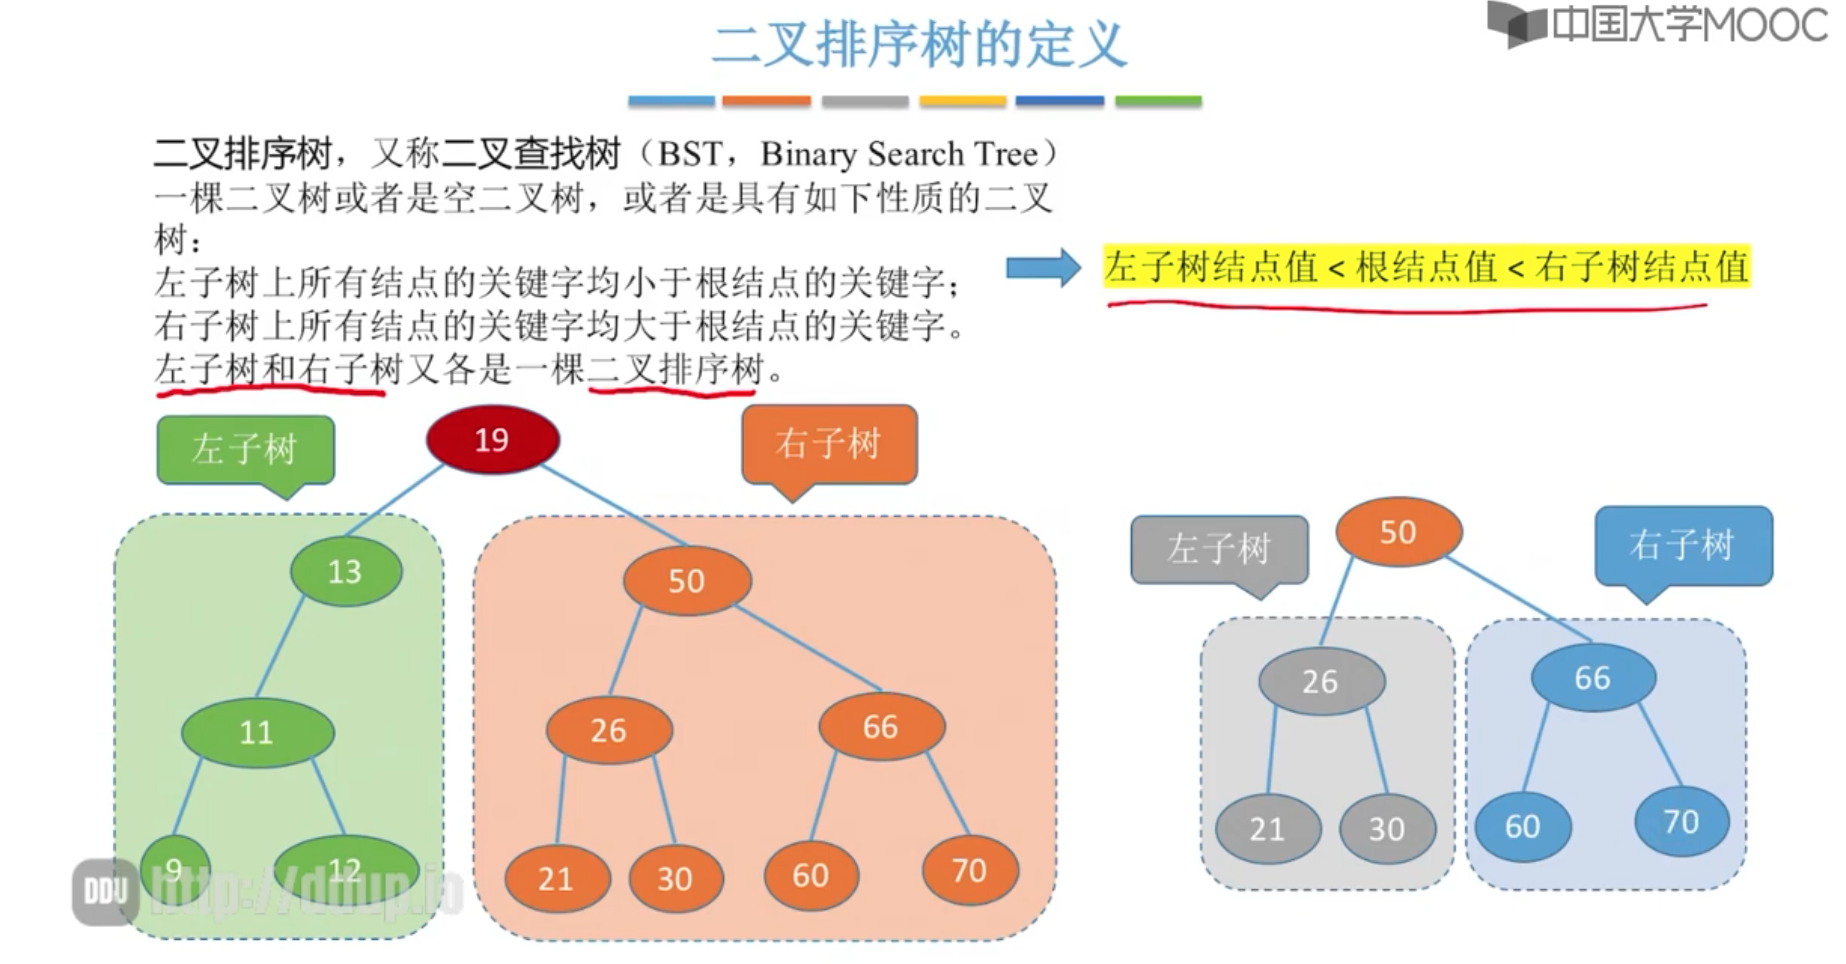 二叉排序树的定义
中国大学MOOC
二叉排序树，又称二叉查找树（BST，Binary Search Tree）
一棵二叉树或者是空二叉树，或者是具有如下性质的二叉
树：
左子树上所有结点的关键字均小于根结点的关键字；
右子树上所有结点的关键字均大于根结点的关键字。
左子树和右子树又各是一棵二叉排序树。
左子树结点值 < 根结点值 < 右子树结点值
左子树
19
右子树
13
50
11
26
66
9
12
21
30
60
70
左子树
50
右子树
26
66
21
30
60
70
DDU http://ddup.io